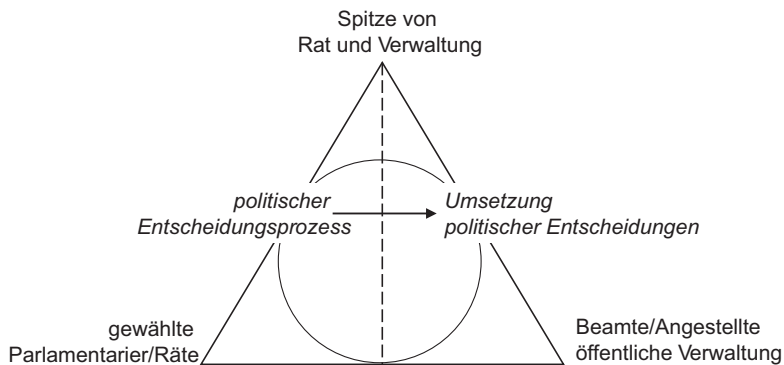 Spitze von
Rat und Verwaltung
politischer
Entscheidungsprozess
Umsetzung
politischer Entscheidungen
gewählte
Parlamentarier/Räte
Beamte/Angestellte
öffentliche Verwaltung